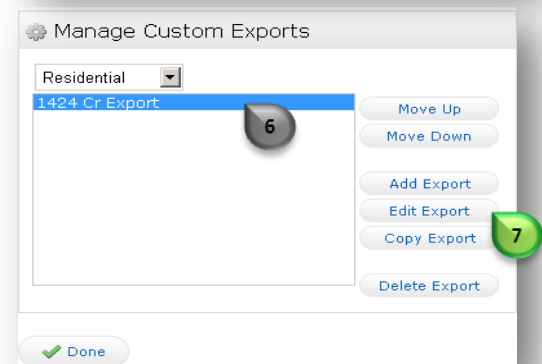 Manage Custom Exports
Residential
1424 Cr Export
6
Move Up
Move Down
Add Export
Edit Export
Copy Export
7
Delete Export
Done